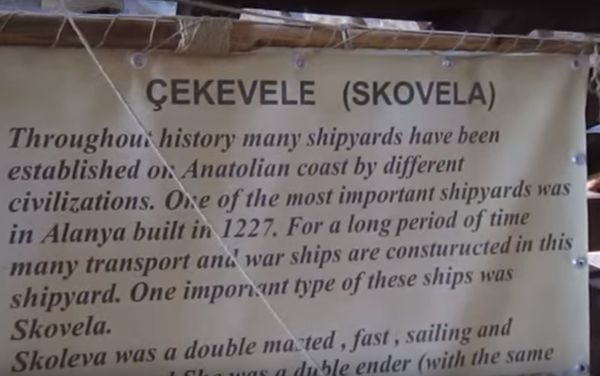 ÇEKEVELE (SKOVELA)
Throughout history many shipyards have been
established on Anatolian coast by different
civilizations. One of the most important shipyards was
in Alanya built in 1227. For a long period of time
many transport and war ships are consturucted in this
shipyard. One important type of these ships was
Skovela.
Skoleva was a double masted , fast , sailing and
She was a duble ender (with the same